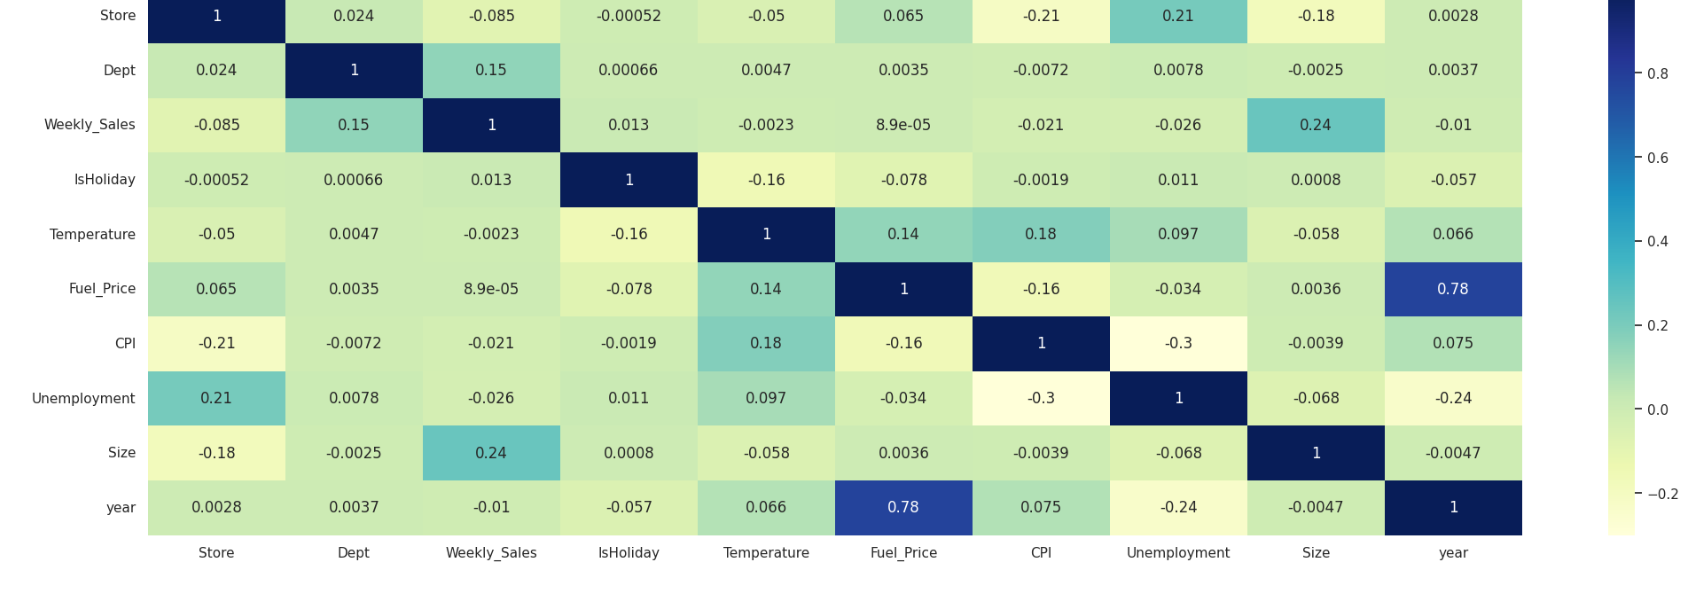 Store 1 0.024 -0.085 -0.00052 -0.05 0.065 -0.21 0.21 -0.18 0.0028
Dept 0.024 1 0.15 0.00066 0.0047 0.0035 -0.0072 0.0078 -0.0025 0.0037
0.8
Weekly_Sales -0.085 0.15 1 0.013 -0.0023 8.9e-05 -0.021 -0.026 0.24 -0.01
0.6
IsHoliday -0.00052 0.00066 0.013 1 -0.16 -0.078 -0.0019 0.011 0.0008 -0.057
Temperature -0.05 0.0047 -0.0023 -0.16 1 0.14 0.18 0.097 -0.058 0.066
0.4
Fuel_Price 0.065 0.0035 8.9e-05 -0.078 0.14 1 -0.16 -0.034 0.0036 0.78
0.2
CPI -0.21 -0.0072 -0.021 -0.0019 0.18 -0.16 1 -0.3 -0.0039 0.075
Unemployment 0.21 0.0078 -0.026 0.011 0.097 -0.034 -0.3 1 -0.068 -0.24
0.0
Size -0.18 -0.0025 0.24 0.0008 -0.058 0.0036 -0.0039 -0.068 1 -0.0047
−0.2
year 0.0028 0.0037 -0.01 -0.057 0.066 0.78 0.075 -0.24 -0.0047 1
Store Dept Weekly_Sales IsHoliday Temperature Fuel_Price CPI Unemployment Size year